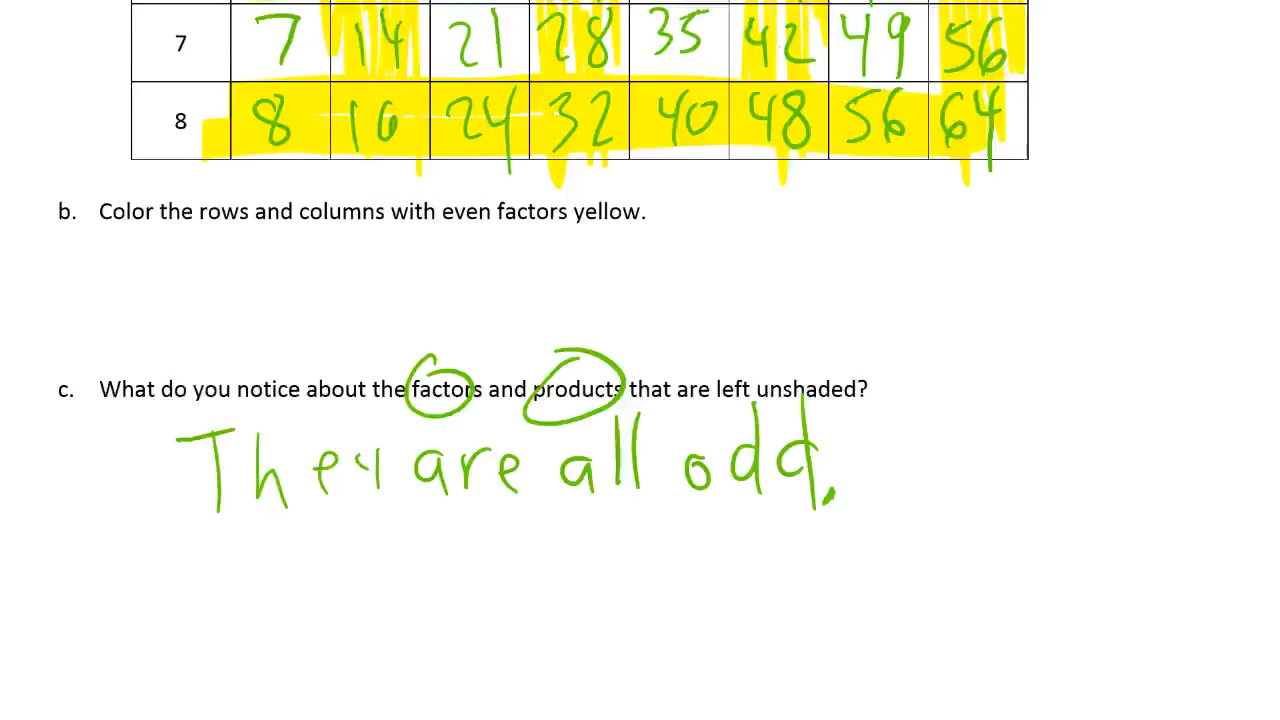 7 7 14 21 28 35 42 49 56
8 8 16 24 32 40 48 56 64
b. Color the rows and columns with even factors yellow.
c. What do you notice about the factors and products that are left unshaded?
They are all odd.